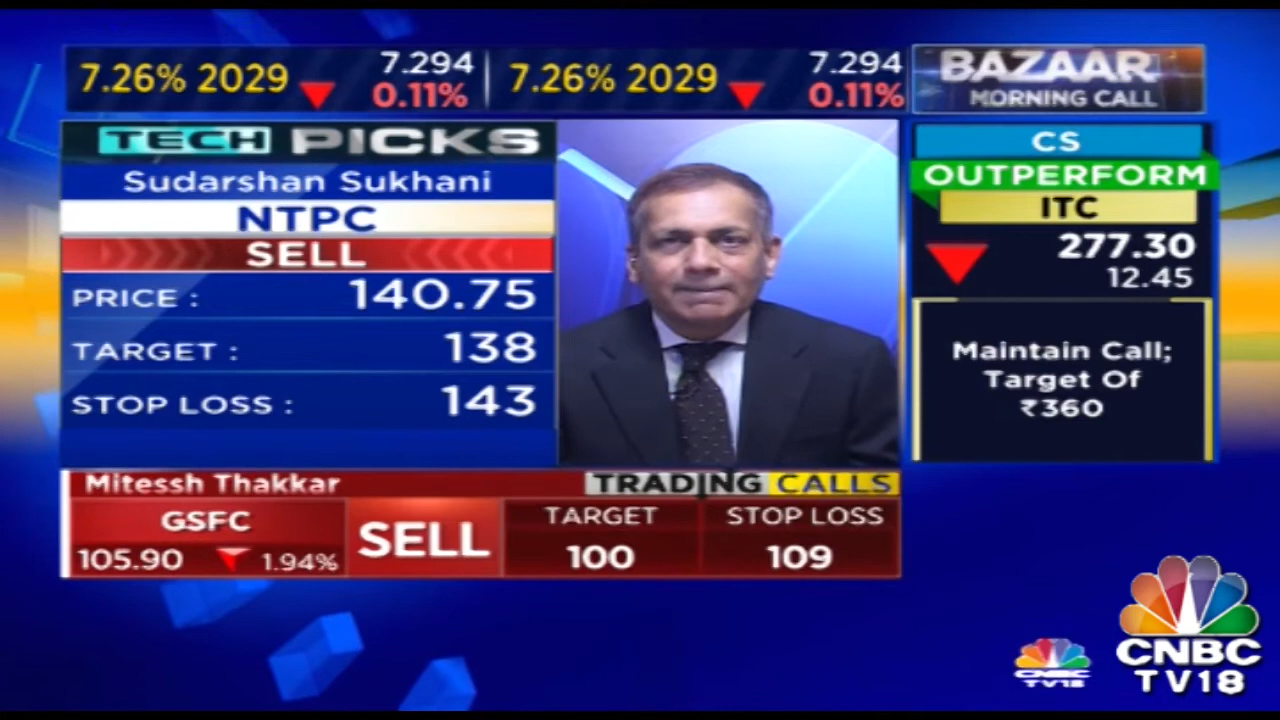 7.26% 2029 7.294 0.11% 7.26% 2029 7.294 0.11%
BAZAAR
MORNING CALL
TECH PICKS
Sudarshan Sukhani
NTPC
SELL
PRICE : 140.75
TARGET : 138
STOP LOSS : 143
CS
OUTPERFORM
ITC
277.30
12.45
Maintain Call;
Target Of
₹360
Mitessh Thakkar
TRADING CALLS
GSFC
105.90 1.94%
SELL
TARGET
100
STOP LOSS
109
CNBC
TV18
CNBC
TV18